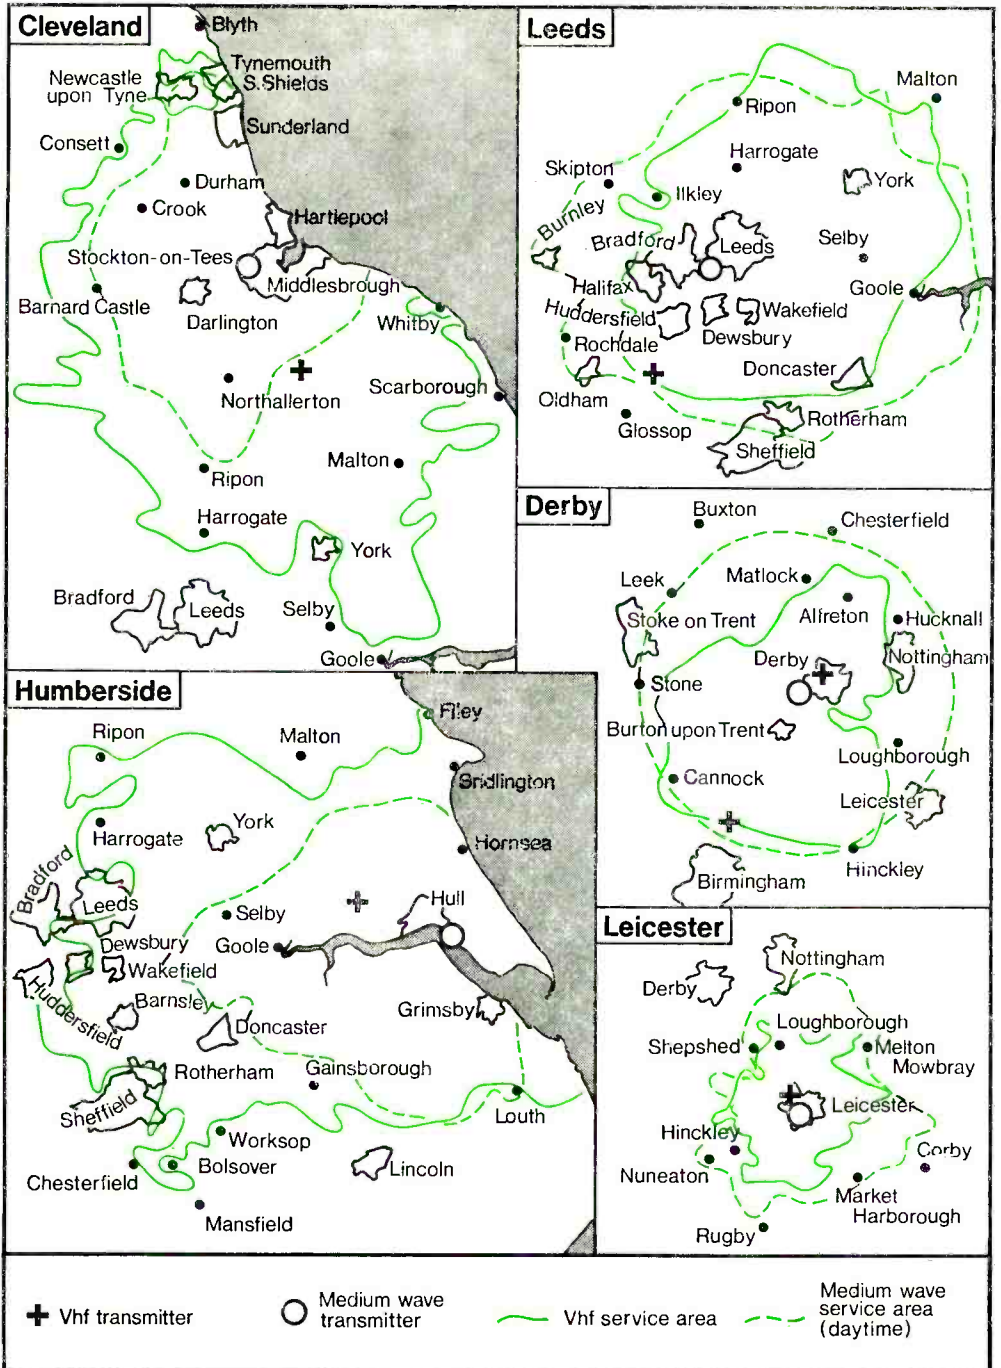 Cleveland
Blyth
Tynemouth
S.Shields
Newcastle
upon Tyne
Sunderland
Consett
Durham
Crook
Hartlepool
Stockton-on-Tees
Middlesbrough
Barnard Castle
Darlington
Whitby
Scarborough
Northallerton
Malton
Ripon
Harrogate
York
Bradford
Leeds
Selby
Goole
Leeds
Malton
Ripon
Harrogate
Skipton
Ilkley
York
Burnley
Bradford
Leeds
Selby
Halifax
Goole
Huddersfield
Wakefield
Rochdale
Dewsbury
Doncaster
Oldham
Rotherham
Glossop
Sheffield
Derby
Buxton
Chesterfield
Leek
Matlock
Alfreton
Hucknall
Stoke on Trent
Derby
Nottingham
Stone
Burton upon Trent
Loughborough
Cannock
Leicester
Hinckley
Birmingham
Humberside
Filey
Ripon
Malton
Bridlington
York
Harrogate
Hornsea
Bradford
Leeds
Hull
Selby
Goole
Dewsbury
Wakefield
Huddersfield
Barnsley
Grimsby
Doncaster
Rotherham
Gainsborough
Sheffield
Louth
Worksop
Bolsover
Lincoln
Chesterfield
Mansfield
Leicester
Nottingham
Derby
Loughborough
Shepshed
Melton
Mowbray
Leicester
Hinckley
Corby
Nuneaton
Market
Harborough
Rugby
Vhf transmitter
Medium wave
transmitter
Vhf service area
Medium wave
service area
(daytime)